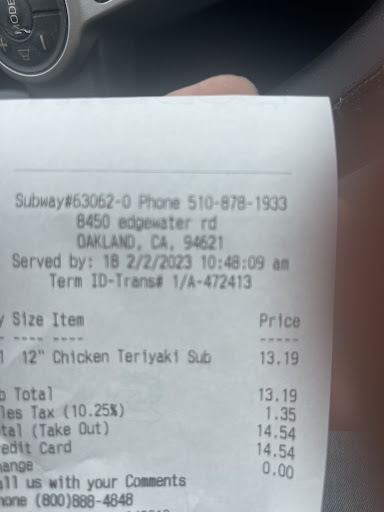 MODE
Subway#63062-0 Phone 510-878-1933
8450 edgewater rd
OAKLAND, CA, 94621
Served by: 18 2/2/2023 10:48:09 am
Term ID-Trans# 1/A-472413
y Size Item Price
1 12" Chicken Teriyaki Sub 13.19
b Total 13.19
les Tax (10.25%) 1.35
tal (Take Out) 14.54
edit Card 14.54
ange 0.00
all us with your Comments
hone (800)888-4848